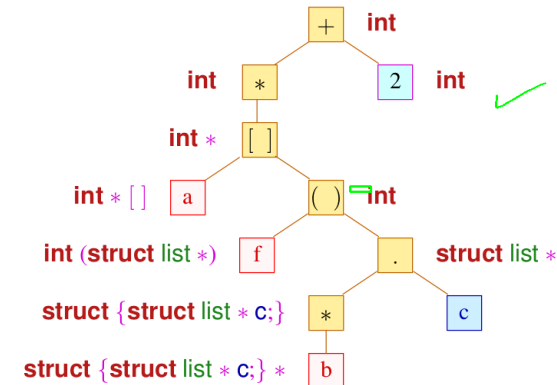 + int
int * 2 int
int * [ ]
int * [ ] a ( ) int
int (struct list *) f . struct list *
struct {struct list * c;} * c
struct {struct list * c;} * b